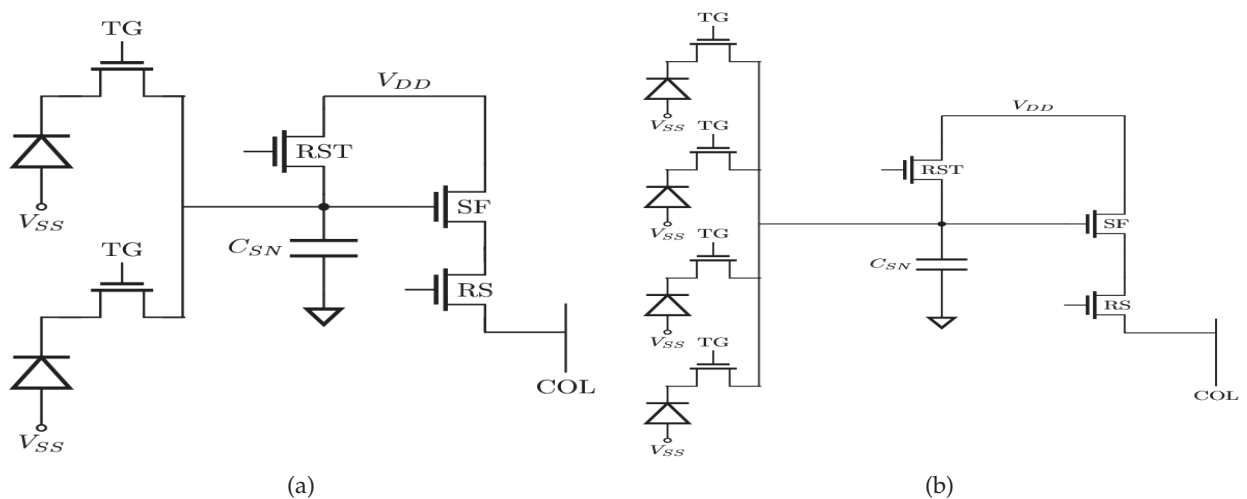 TG
V_DD
RST
V_SS
SF
TG
C_SN
RS
COL
V_SS
(a)
TG
V_SS
TG
V_DD
RST
V_SS
TG
SF
C_SN
V_SS
RS
TG
COL
V_SS
(b)